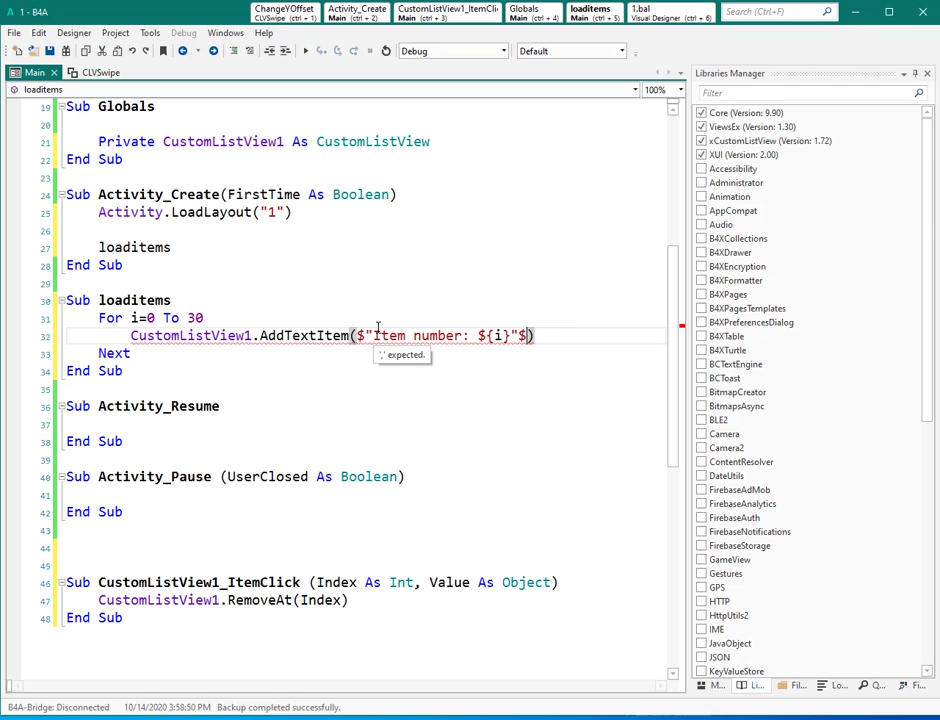 1 - B4A
ChangeYOffset
CLVSwipe (ctrl + 1)
Activity_Create
Main (ctrl + 2)
CustomListView1_ItemCli
Main (ctrl + 3)
Globals
Main (ctrl + 4)
loaditems
Main (ctrl + 5)
1.bal
Visual Designer (ctrl + 6)
Search (Ctrl+F)
File Edit Designer Project Tools Debug Windows Help
Debug
Default
Main
CLVSwipe
loaditems
100%
19 Sub Globals
20
21 Private CustomListView1 As CustomListView
22 End Sub
23
24 Sub Activity_Create(FirstTime As Boolean)
25 Activity.LoadLayout("1")
26
27 loaditems
28 End Sub
29
30 Sub loaditems
31 For i=0 To 30
32 CustomListView1.AddTextItem($"Item number: ${i}"$)
',' expected.
33 Next
34 End Sub
35
36 Sub Activity_Resume
37
38 End Sub
39
40 Sub Activity_Pause (UserClosed As Boolean)
41
42 End Sub
43
44
45
46 Sub CustomListView1_ItemClick (Index As Int, Value As Object)
47 CustomListView1.RemoveAt(Index)
48 End Sub
Libraries Manager
Filter
Core (Version: 9.90)
ViewsEx (Version: 1.30)
xCustomListView (Version: 1.72)
XUI (Version: 2.00)
Accessibility
Administrator
Animation
AppCompat
Audio
B4XCollections
B4XDrawer
B4XEncryption
B4XFormatter
B4XPages
B4XPagesTemplates
B4XPreferencesDialog
B4XTable
B4XTurtle
BCTextEngine
BCToast
BitmapCreator
BitmapsAsync
BLE2
Camera
Camera2
ContentResolver
DateUtils
FirebaseAdMob
FirebaseAnalytics
FirebaseAuth
FirebaseNotifications
FirebaseStorage
GameView
Gestures
GPS
HTTP
HttpUtils2
IME
JavaObject
JSON
KeyValueStore
M... Li... Fil... Lo... Q... Fi...
B4A-Bridge: Disconnected 10/14/2020 3:58:50 PM Backup completed successfully.